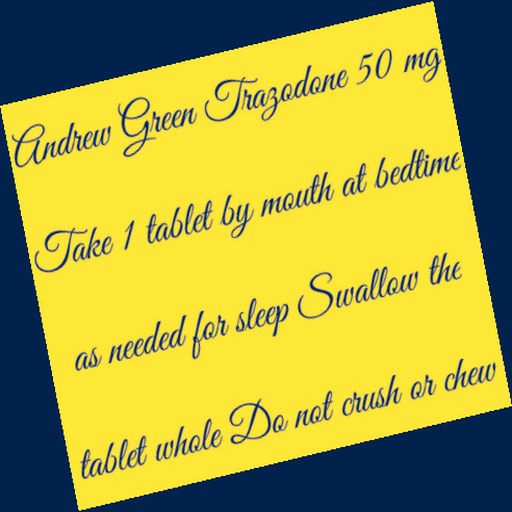 Andrew Green Trazodone 50 mg
Take 1 tablet by mouth at bedtime
as needed for sleep Swallow the
tablet whole Do not crush or chew